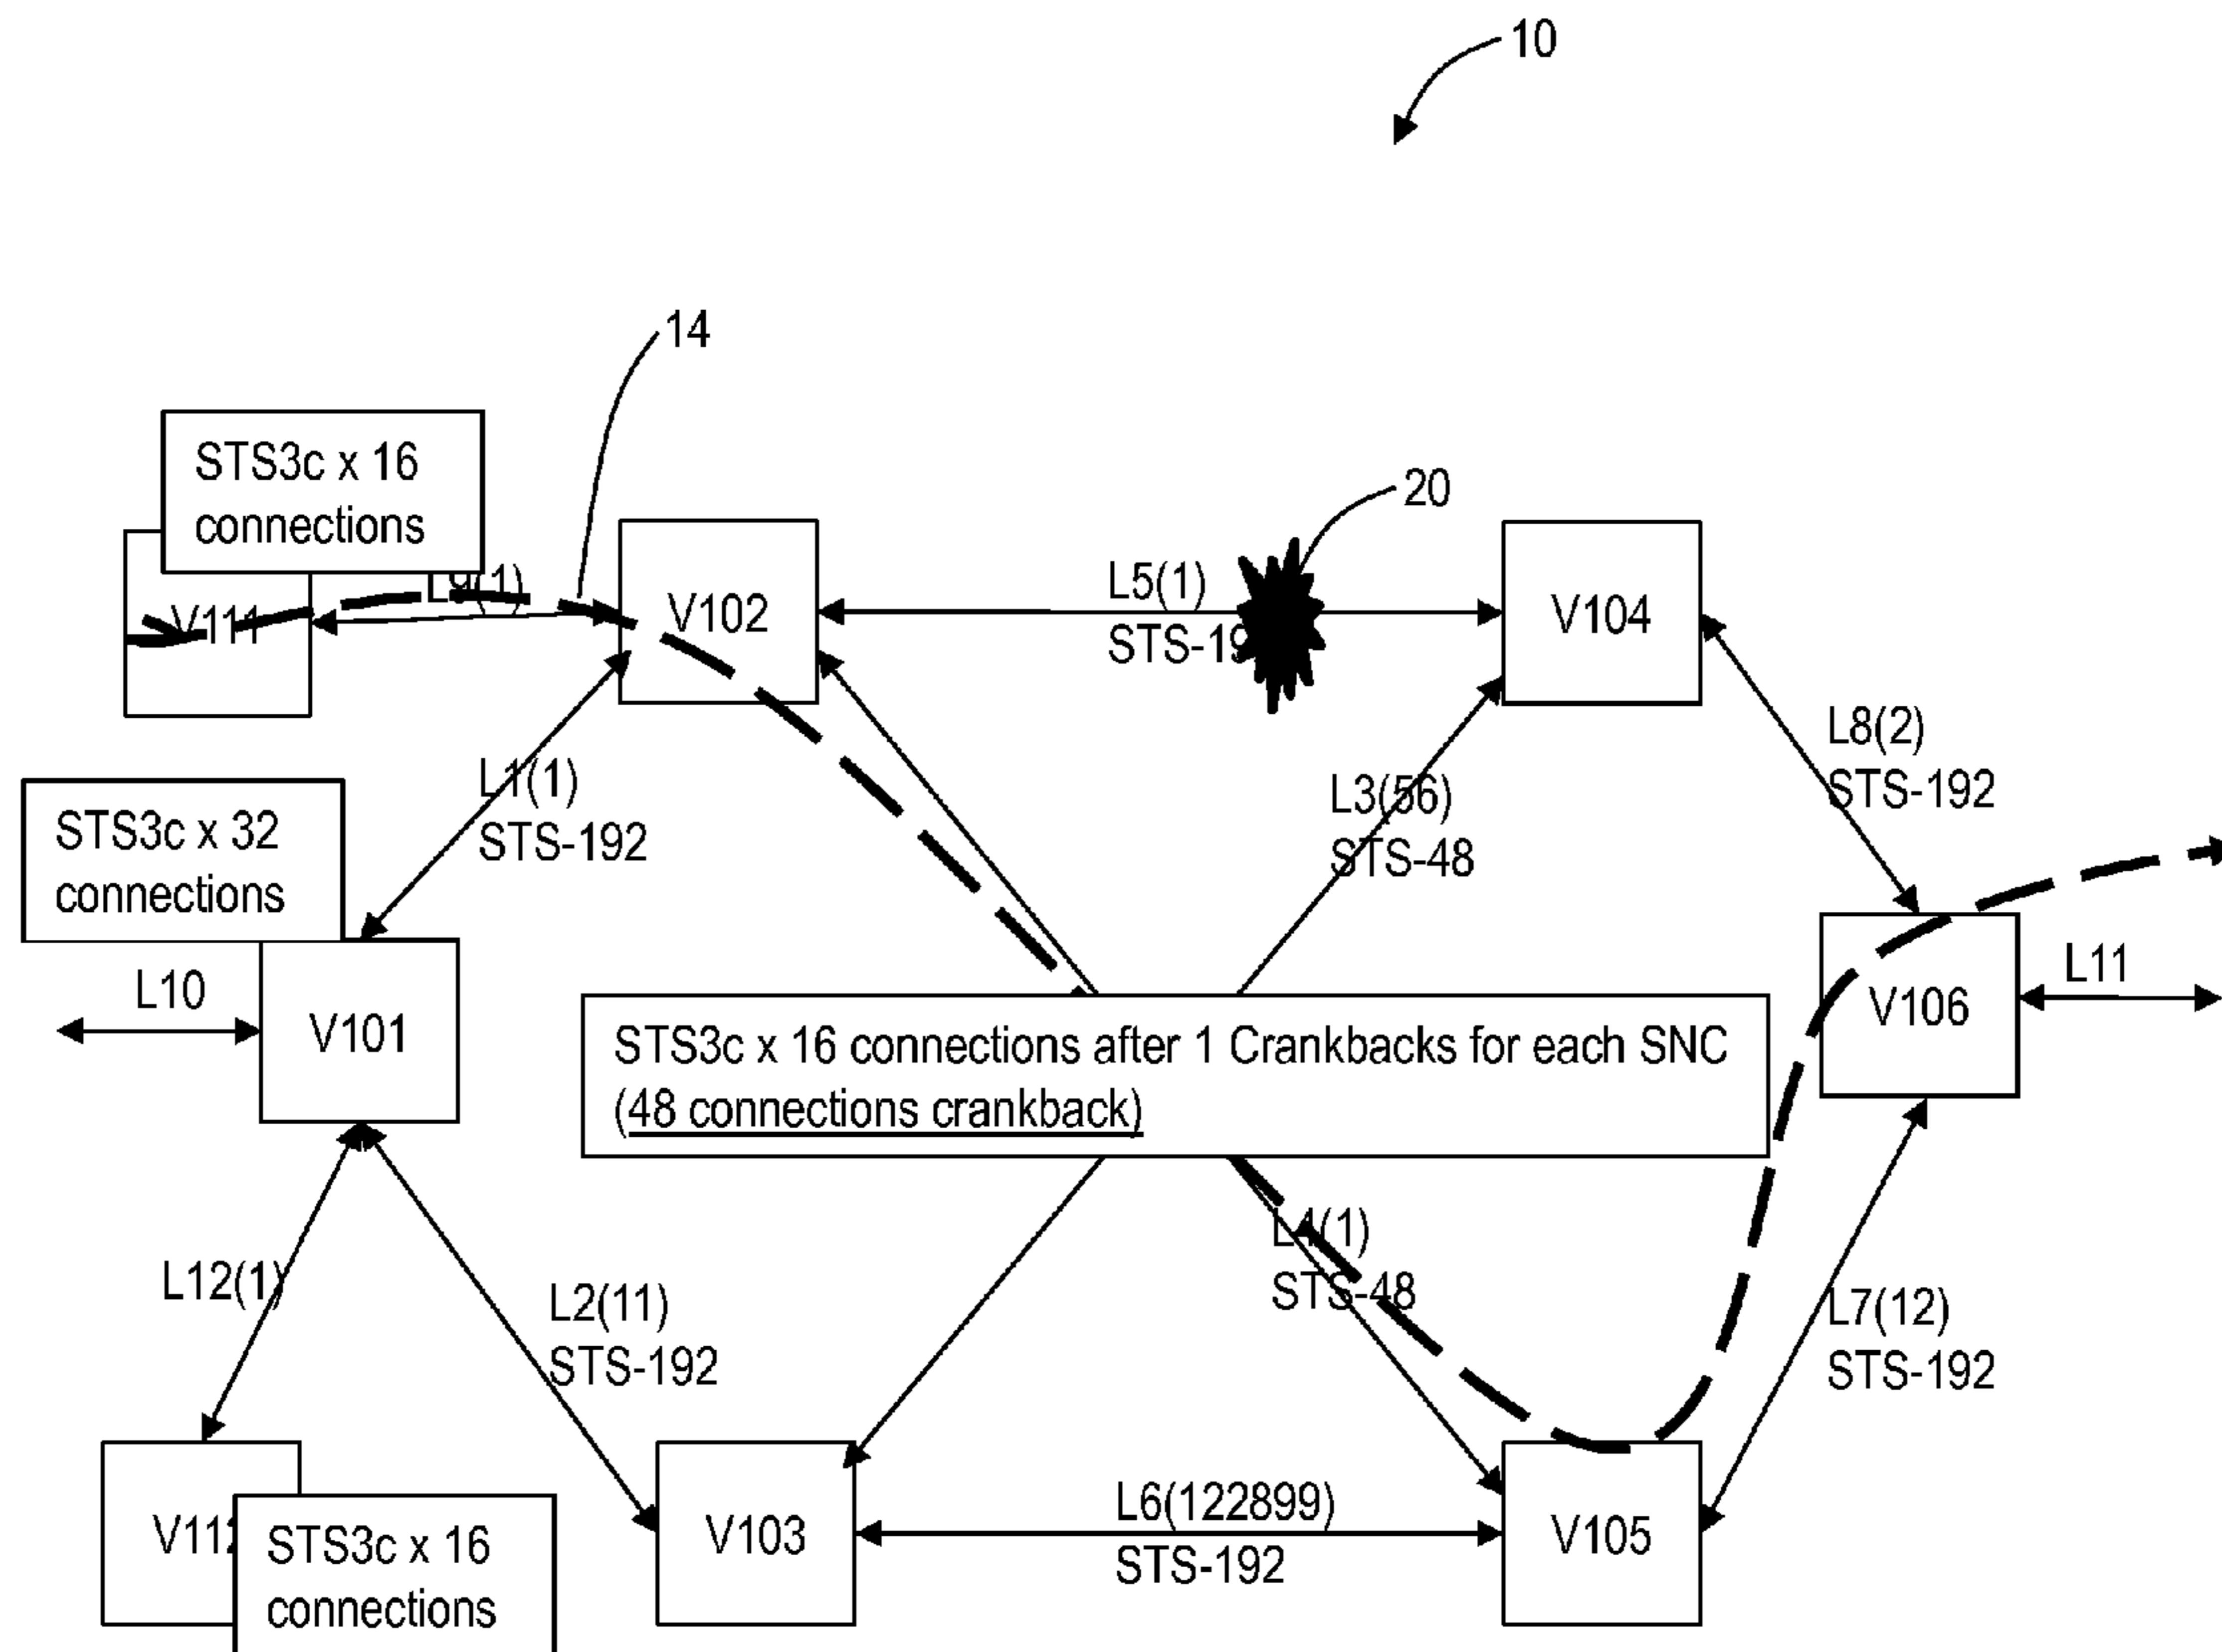 10
14
STS3c x 16
connections
20
L9(1)
V111
V102
L5(1)
V104
L8(2)
STS-192
L1(1)
STS-192
L3(56)
STS-48
STS3c x 32
connections
L10
V101
STS3c x 16 connections after 1 Crankbacks for each SNC
(48 connections crankback)
V106
L11
L4(1)
STS-48
L12(1)
L2(11)
STS-192
L7(12)
STS-192
V103
L6(122899)
STS-192
V105
STS3c x 16
connections